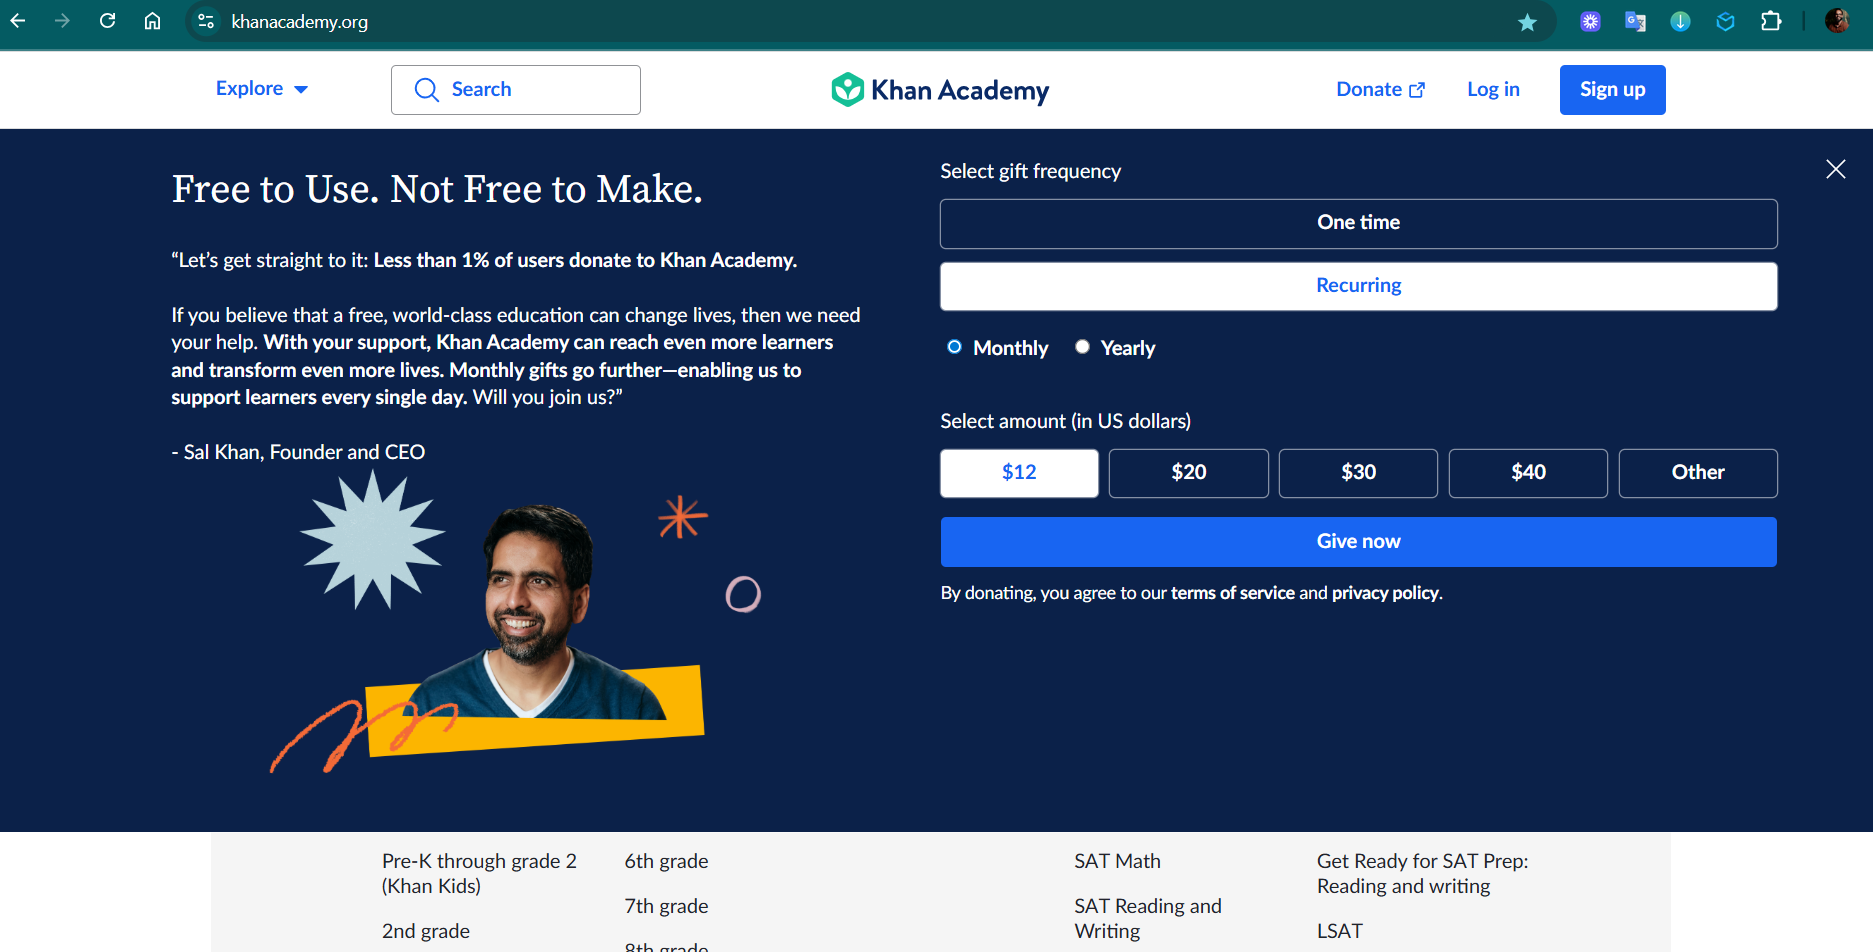 khanacademy.org
Explore
Search
Khan Academy
Donate
Log in
Sign up
Free to Use. Not Free to Make.
“Let’s get straight to it: Less than 1% of users donate to Khan Academy.
If you believe that a free, world-class education can change lives, then we need
your help. With your support, Khan Academy can reach even more learners
and transform even more lives. Monthly gifts go further—enabling us to
support learners every single day. Will you join us?”
- Sal Khan, Founder and CEO
Select gift frequency
One time
Recurring
Monthly
Yearly
Select amount (in US dollars)
$12
$20
$30
$40
Other
Give now
By donating, you agree to our terms of service and privacy policy.
Pre-K through grade 2
(Khan Kids)
2nd grade
6th grade
7th grade
8th grade
SAT Math
SAT Reading and
Writing
Get Ready for SAT Prep:
Reading and writing
LSAT